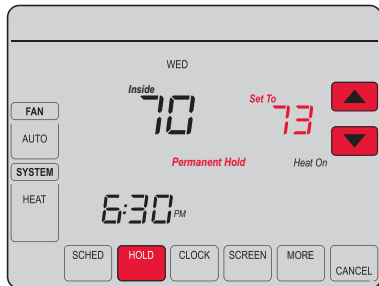 WED
Inside
70
Set To
73
FAN
AUTO
Permanent Hold
Heat On
SYSTEM
HEAT
6:30 PM
SCHED HOLD CLOCK SCREEN MORE CANCEL